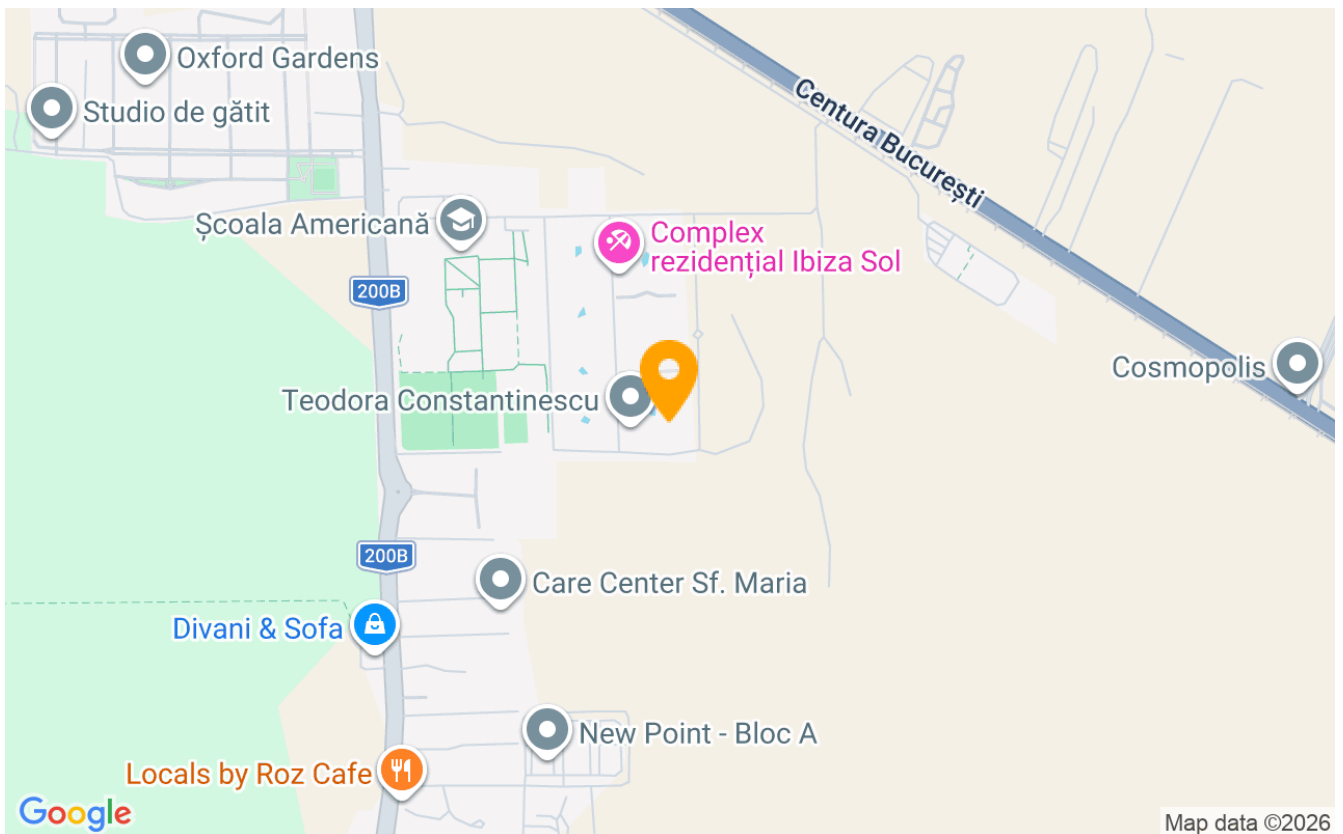 Oxford Gardens
Studio de gătit
Centura București
Școala Americană
Complex
rezidențial Ibiza Sol
200B
Cosmopolis
Teodora Constantinescu
200B
Care Center Sf. Maria
Divani & Sofa
New Point - Bloc A
Locals by Roz Cafe
Google
Map data ©2026